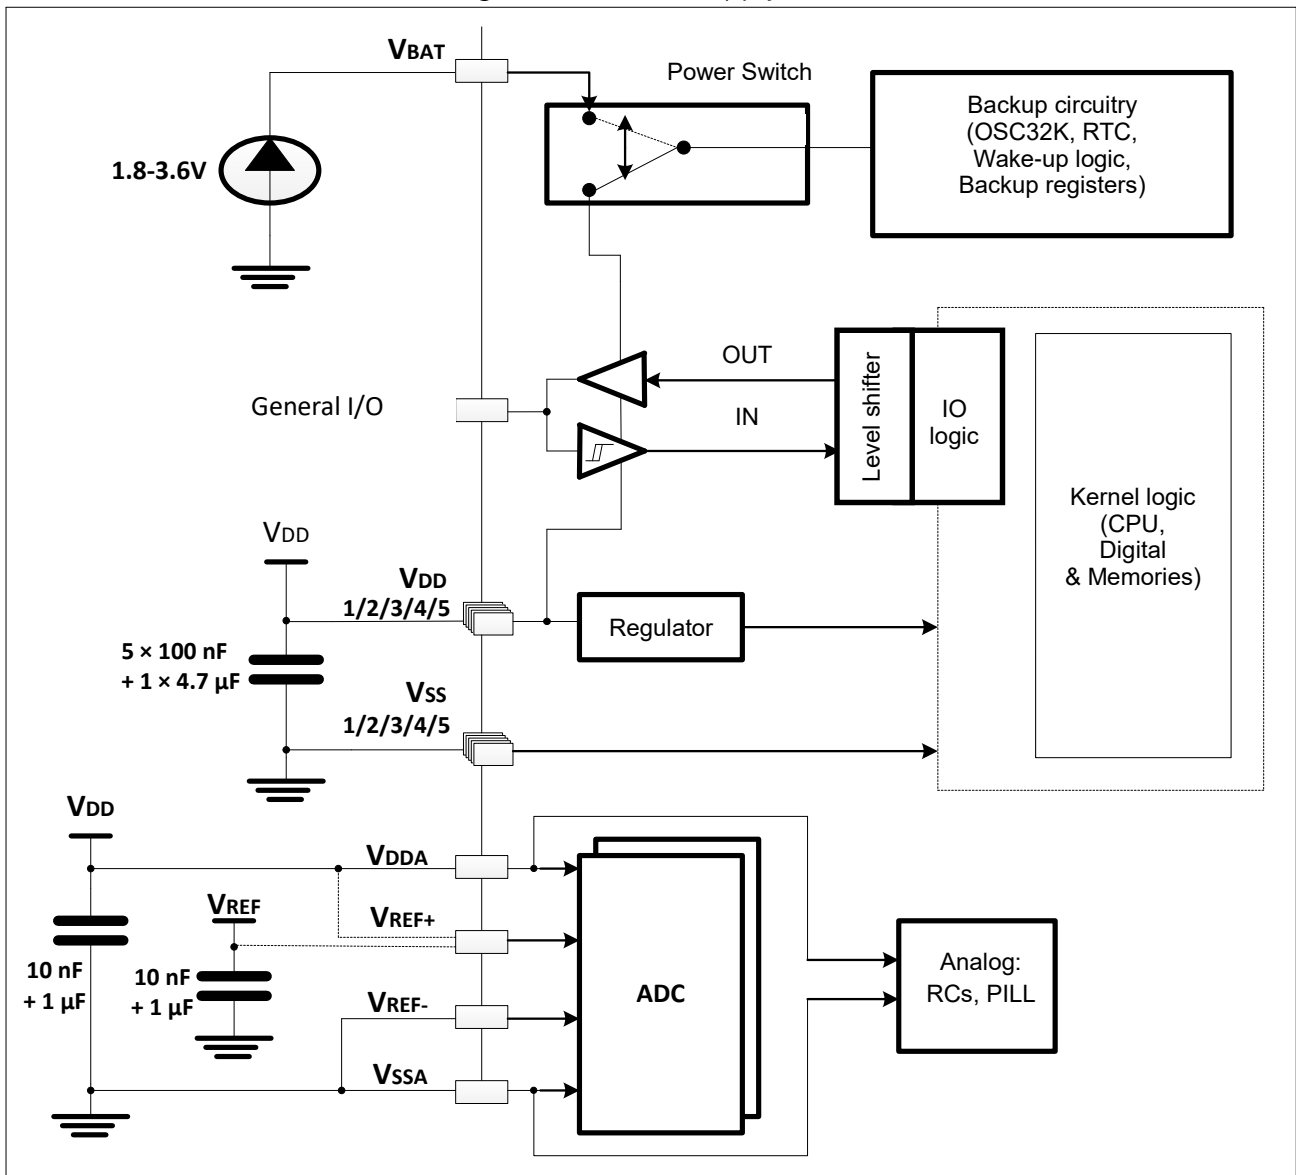 VBAT
Power Switch
Backup circuitry
(OSC32K, RTC,
Wake-up logic,
Backup registers)
1.8-3.6V
OUT
General I/O
IN
Level shifter
IO
logic
Kernel logic
(CPU,
Digital
& Memories)
VDD
VDD
1/2/3/4/5
Regulator
5 × 100 nF
+ 1 × 4.7 µF
VSS
1/2/3/4/5
VDD
VDDA
VREF
VREF+
10 nF
+ 1 µF
10 nF
+ 1 µF
VREF-
ADC
Analog:
RCs, PILL
VSSA